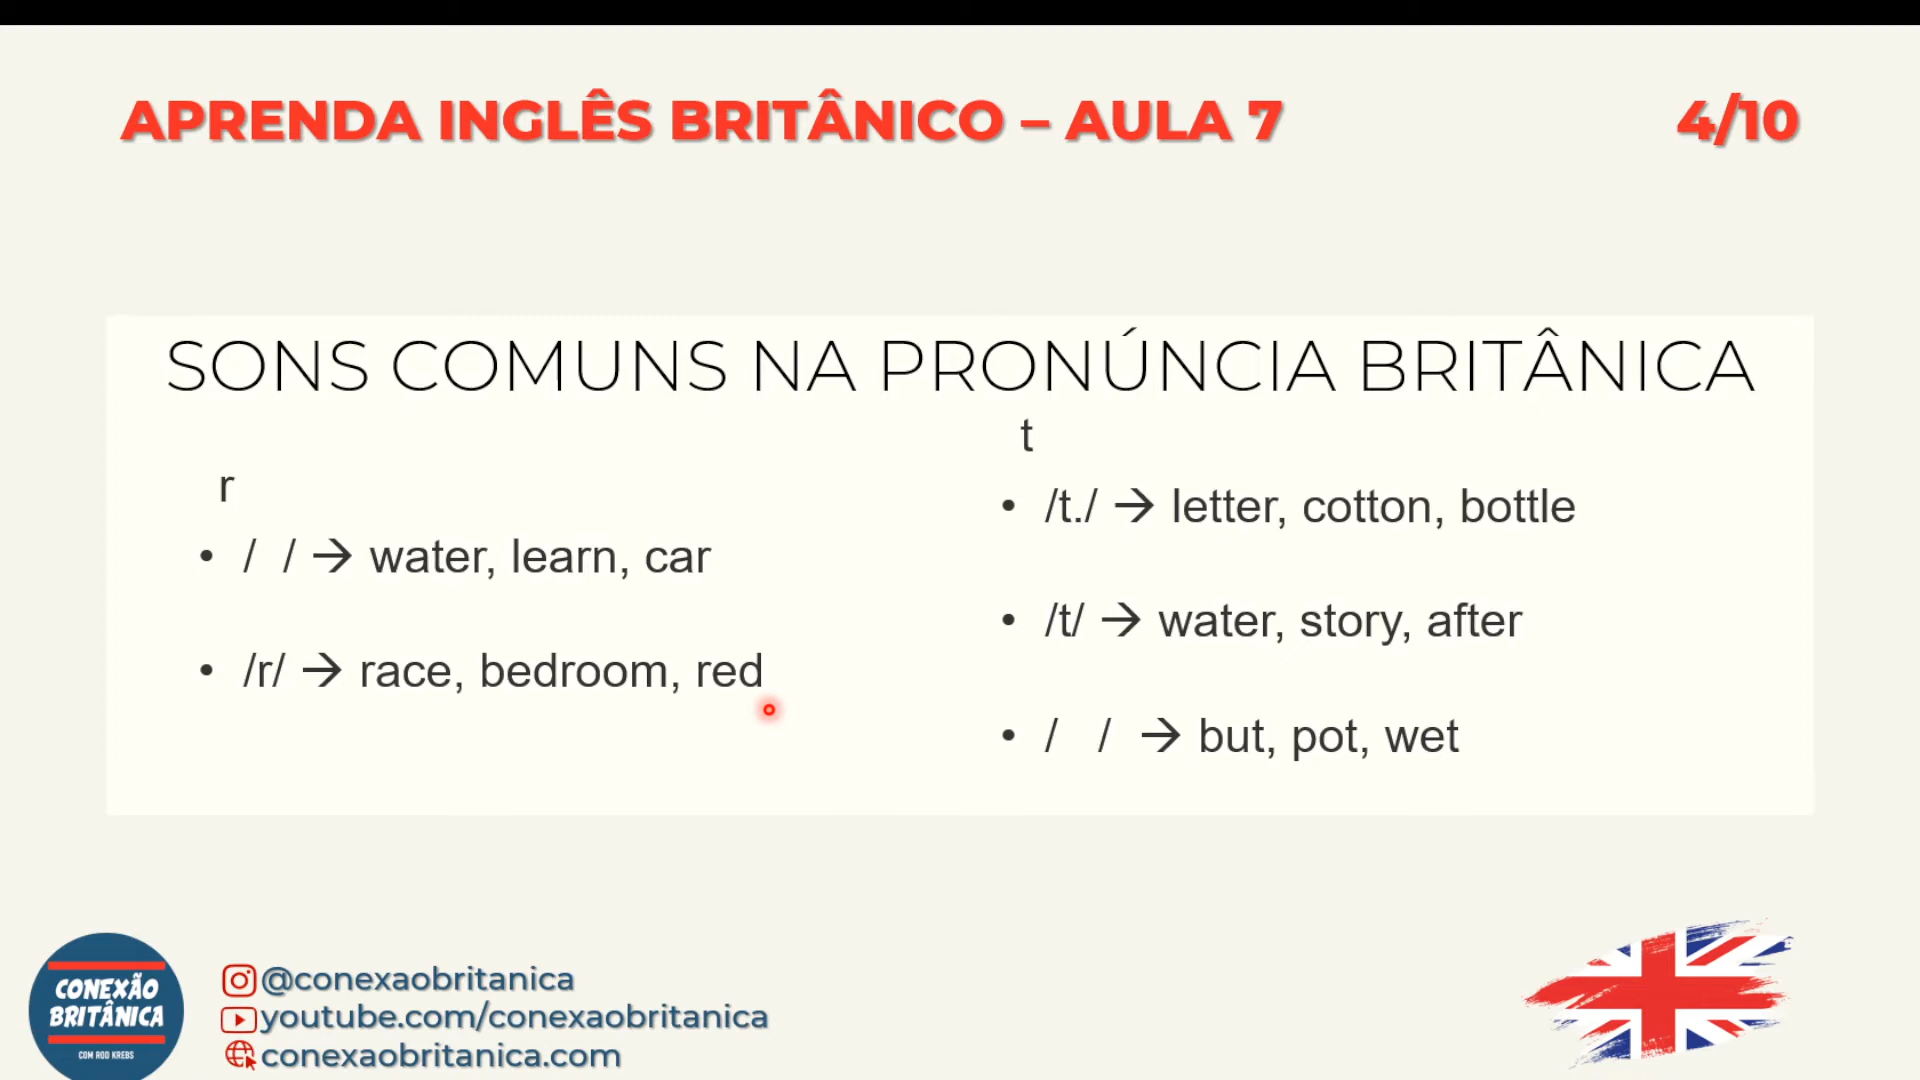 APRENDA INGLÊS BRITÂNICO – AULA 7
4/10
SONS COMUNS NA PRONÚNCIA BRITÂNICA
r
• /  / → water, learn, car
• /r/ → race, bedroom, red
t
• /t./ → letter, cotton, bottle
• /t/ → water, story, after
• /   / → but, pot, wet
CONEXÃO
BRITÂNICA
COM ROD KREBS
@conexaobritanica
youtube.com/conexaobritanica
conexaobritanica.com